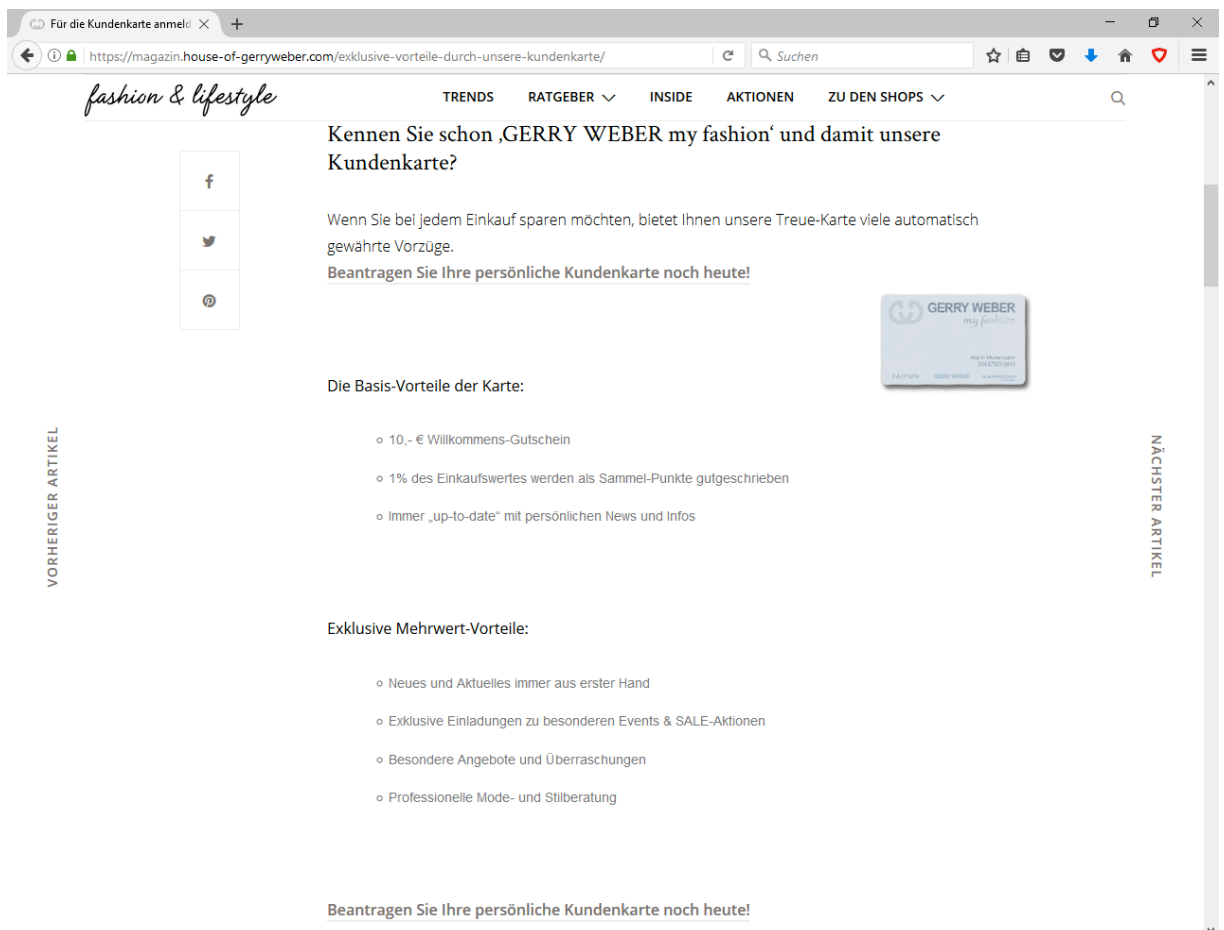 Für die Kundenkarte anmeld
https://magazin.house-of-gerryweber.com/exklusive-vorteile-durch-unsere-kundenkarte/
Suchen
fashion & lifestyle
TRENDS RATGEBER INSIDE AKTIONEN ZU DEN SHOPS
Kennen Sie schon ‚GERRY WEBER my fashion‘ und damit unsere
Kundenkarte?
Wenn Sie bei jedem Einkauf sparen möchten, bietet Ihnen unsere Treue-Karte viele automatisch
gewährte Vorzüge.
Beantragen Sie Ihre persönliche Kundenkarte noch heute!
GERRY WEBER
my fashion
TAIFUN GERRY WEBER
Die Basis-Vorteile der Karte:
10,- € Willkommens-Gutschein
1% des Einkaufswertes werden als Sammel-Punkte gutgeschrieben
Immer „up-to-date“ mit persönlichen News und Infos
VORHERIGER ARTIKEL
NÄCHSTER ARTIKEL
Exklusive Mehrwert-Vorteile:
Neues und Aktuelles immer aus erster Hand
Exklusive Einladungen zu besonderen Events & SALE-Aktionen
Besondere Angebote und Überraschungen
Professionelle Mode- und Stilberatung
Beantragen Sie Ihre persönliche Kundenkarte noch heute!